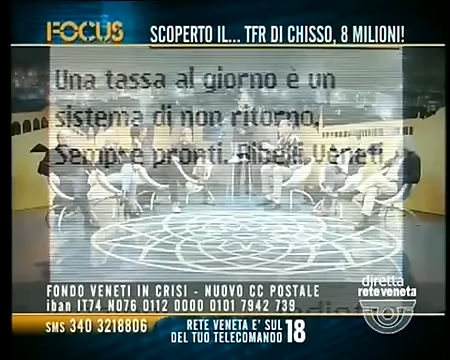 FOCUS
SCOPERTO IL... TFR DI CHISSO, 8 MILIONI!
Una tassa al giorno è un
sistema di non ritorno.
Sempre pronti. Ribelli Veneti
diretta
reteveneta
FONDO VENETI IN CRISI - NUOVO CC POSTALE
iban IT74 N076 0112 0000 0101 7942 739
SMS 340 3218806
RETE VENETA E' SUL
DEL TUO TELECOMANDO 18